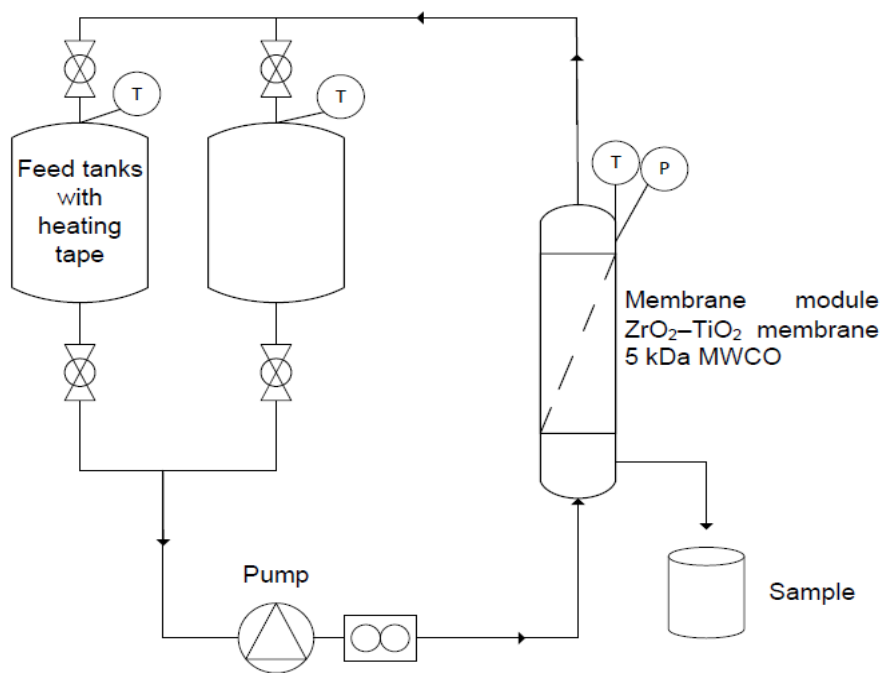 T
T
Feed tanks
with
heating
tape
T
P
Membrane module
ZrO₂–TiO₂ membrane
5 kDa MWCO
Pump
Sample